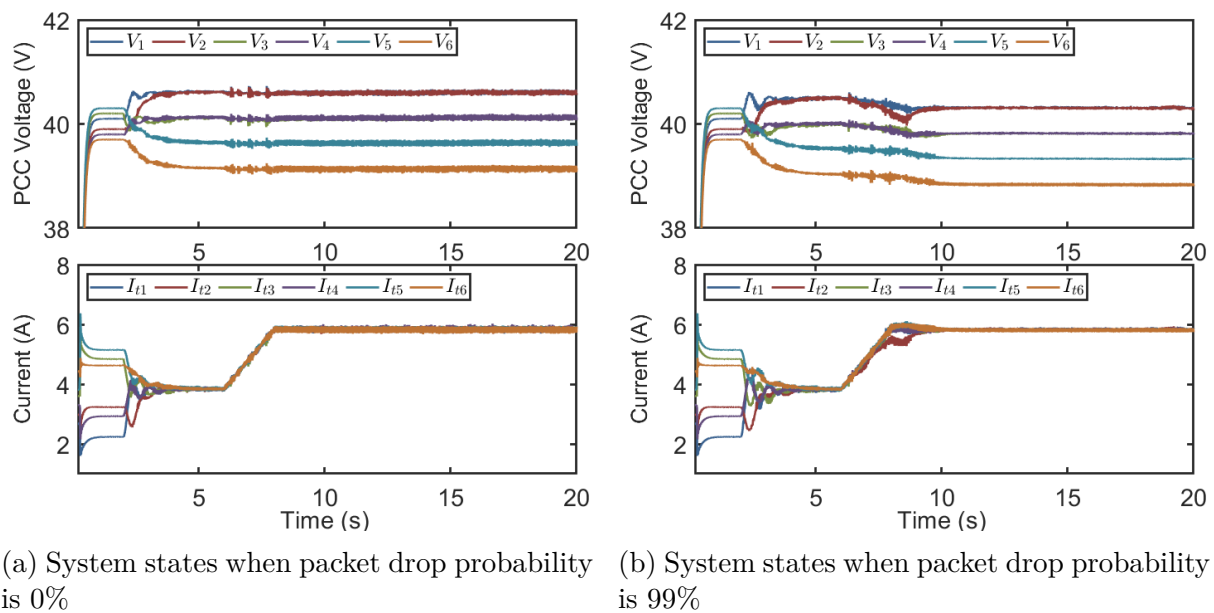 42
V1 V2 V3 V4 V5 V6
PCC Voltage (V)
40
38
5 10 15 20
8
It1 It2 It3 It4 It5 It6
Current (A)
6
4
2
5 10 15 20
Time (s)
(a) System states when packet drop probability
is 0%
42
V1 V2 V3 V4 V5 V6
PCC Voltage (V)
40
38
5 10 15 20
8
It1 It2 It3 It4 It5 It6
Current (A)
6
4
2
5 10 15 20
Time (s)
(b) System states when packet drop probability
is 99%